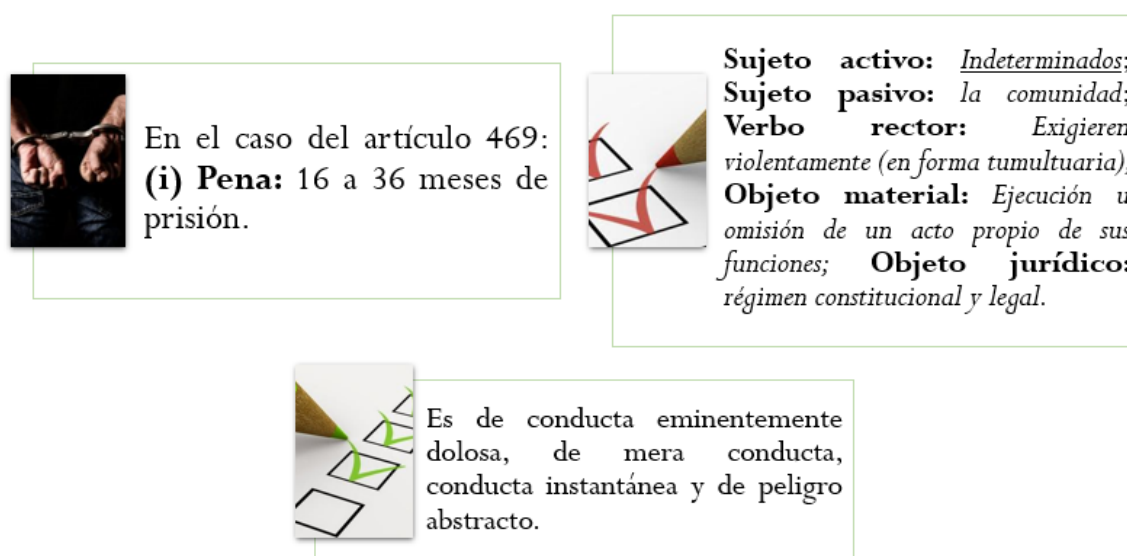 En el caso del artículo 469:
(i) Pena: 16 a 36 meses de
prisión.
Sujeto activo: Indeterminados;
Sujeto pasivo: la comunidad;
Verbo rector: Exigieren
violentamente (en forma tumultuaria);
Objeto material: Ejecución u
omisión de un acto propio de sus
funciones; Objeto jurídico:
régimen constitucional y legal.
Es de conducta eminentemente
dolosa, de mera conducta,
conducta instantánea y de peligro
abstracto.